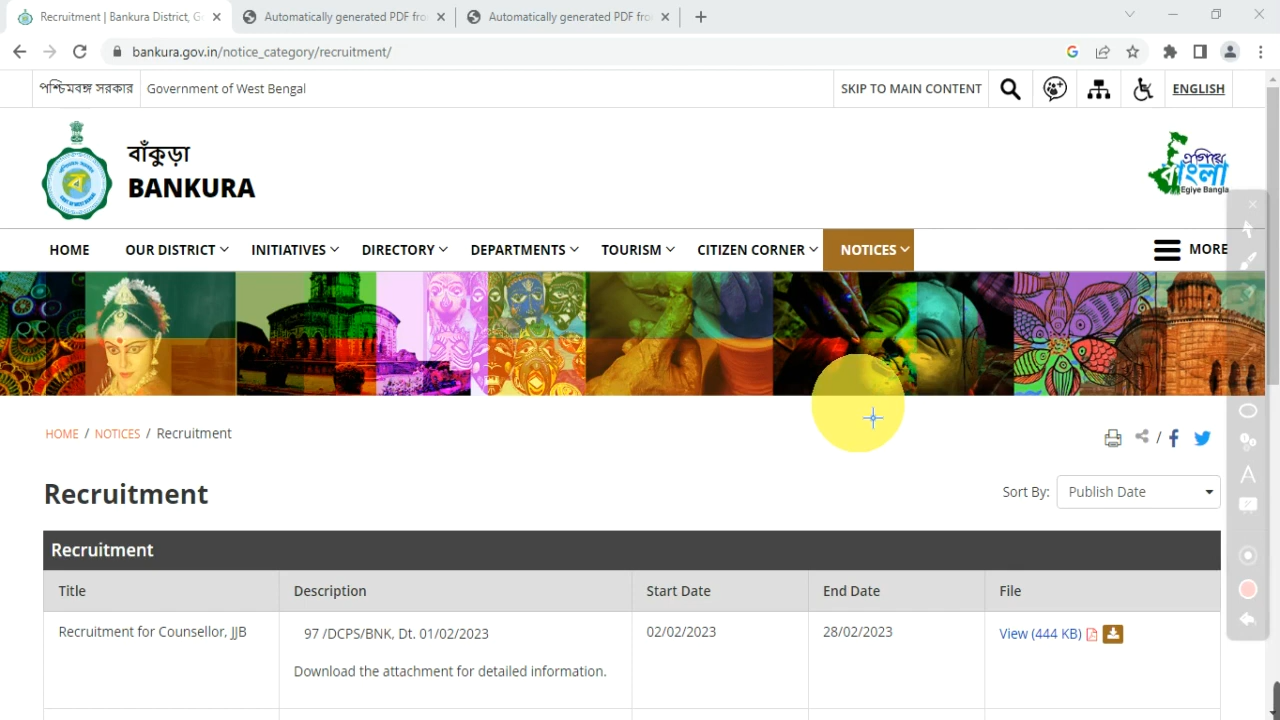 Recruitment | Bankura District, G
Automatically generated PDF fro
Automatically generated PDF fro
bankura.gov.in/notice_category/recruitment/
পশ্চিমবঙ্গ সরকার
Government of West Bengal
SKIP TO MAIN CONTENT
ENGLISH
বাঁকুড়া
BANKURA
এগিয়ে
বাংলা
Egiye Bangla
HOME
OUR DISTRICT
INITIATIVES
DIRECTORY
DEPARTMENTS
TOURISM
CITIZEN CORNER
NOTICES
MORE
HOME / NOTICES / Recruitment
Recruitment
Sort By: Publish Date
Recruitment
Title Description Start Date End Date File
Recruitment for Counsellor, JJB 97 /DCPS/BNK, Dt. 01/02/2023 02/02/2023 28/02/2023 View (444 KB)
Download the attachment for detailed information.